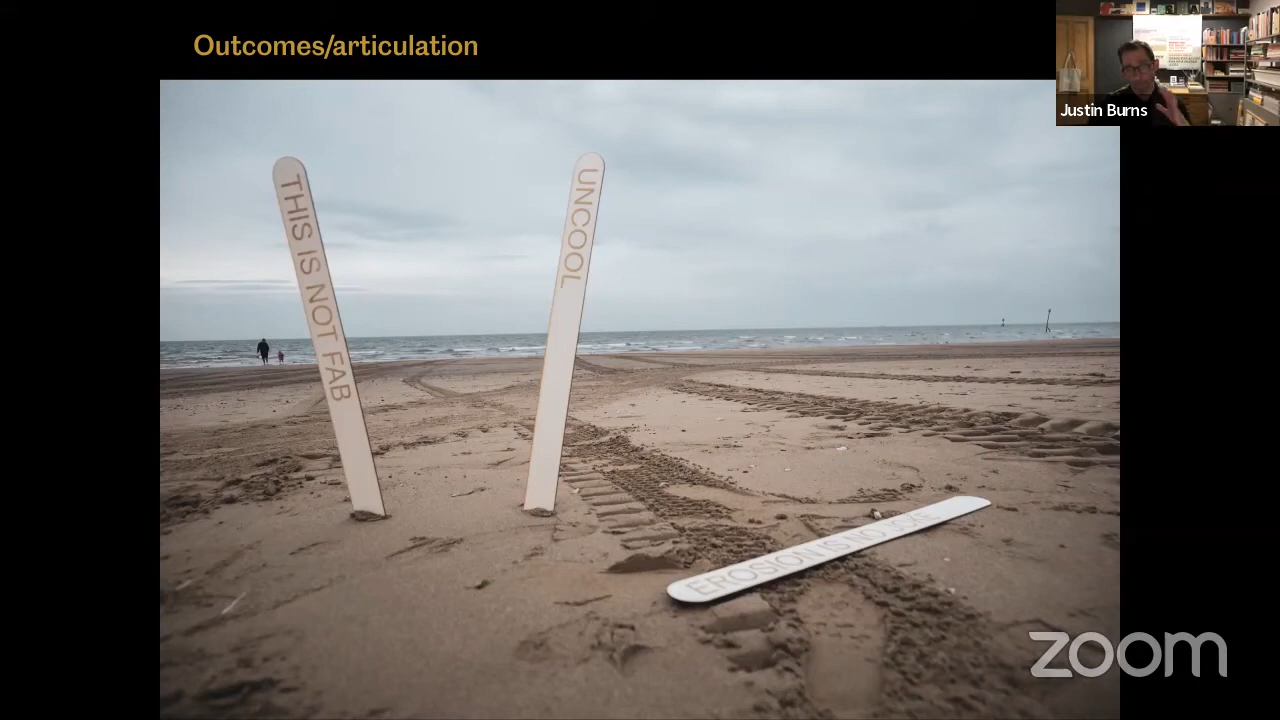 Outcomes/articulation
Justin Burns
THIS IS NOT FAB
UNCOOL
EROSION IS NO JOKE
zoom